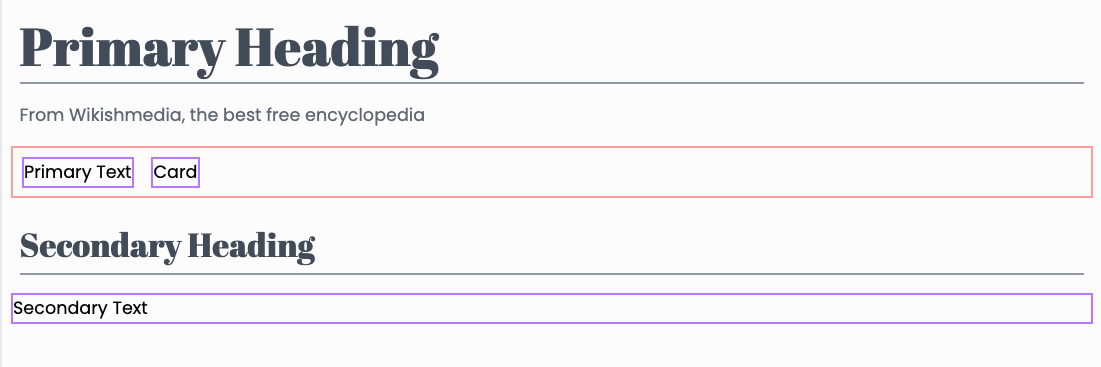 Primary Heading
From Wikishmedia, the best free encyclopedia
Primary Text Card
Secondary Heading
Secondary Text